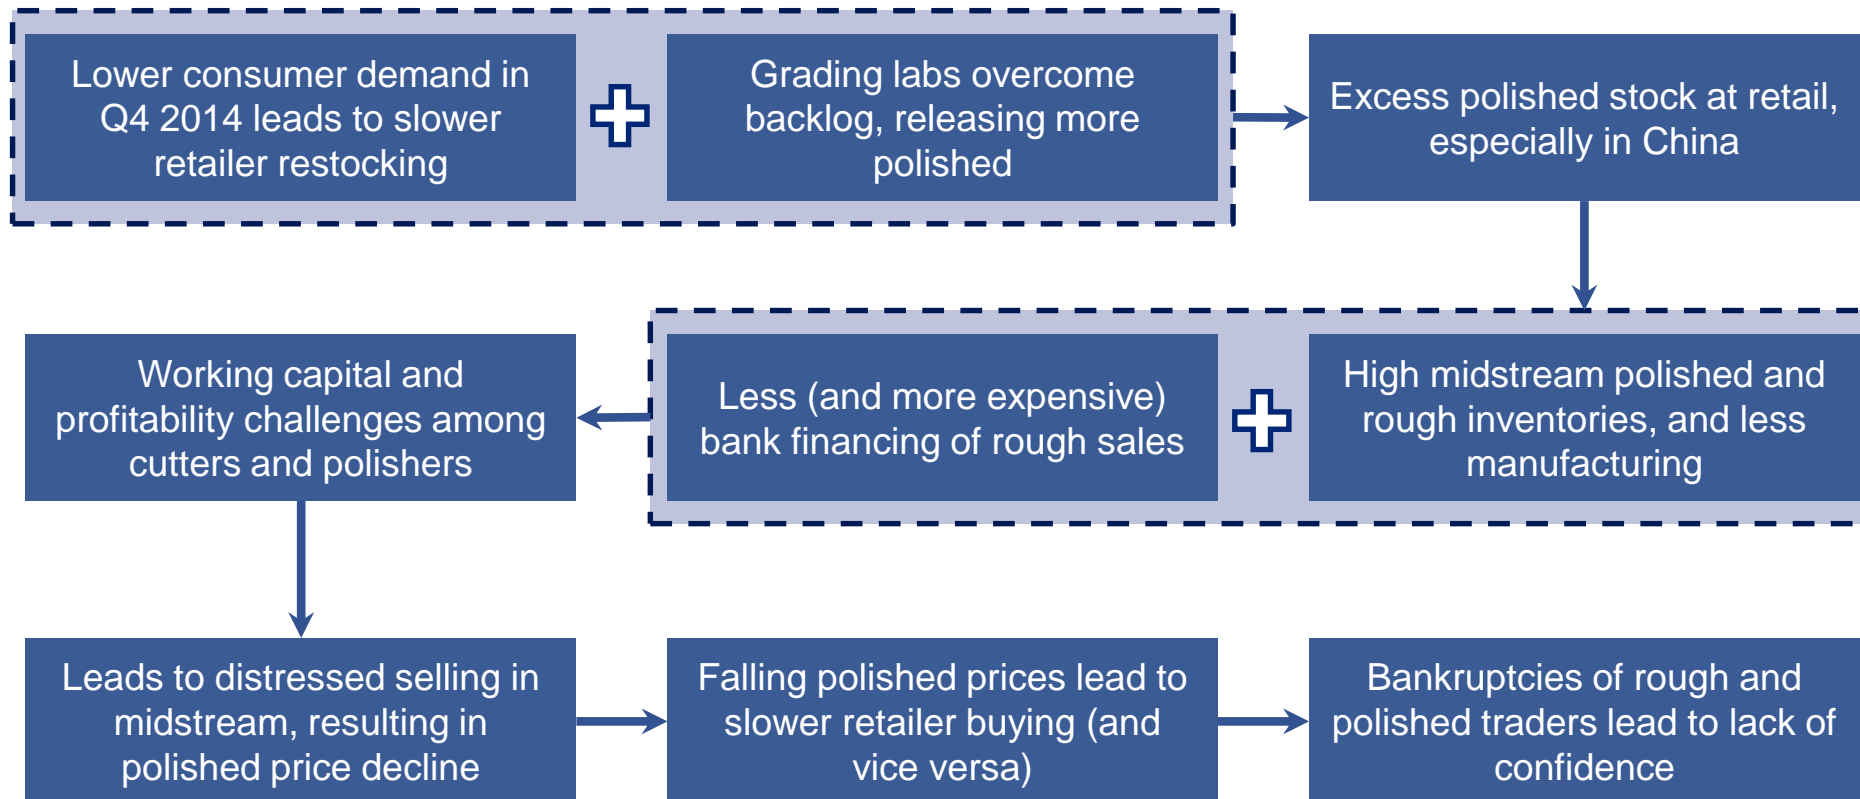 Lower consumer demand in
Q4 2014 leads to slower
retailer restocking
Grading labs overcome
backlog, releasing more
polished
Excess polished stock at retail,
especially in China
High midstream polished and
rough inventories, and less
manufacturing
Less (and more expensive)
bank financing of rough sales
Working capital and
profitability challenges among
cutters and polishers
Leads to distressed selling in
midstream, resulting in
polished price decline
Falling polished prices lead to
slower retailer buying (and
vice versa)
Bankruptcies of rough and
polished traders lead to lack of
confidence